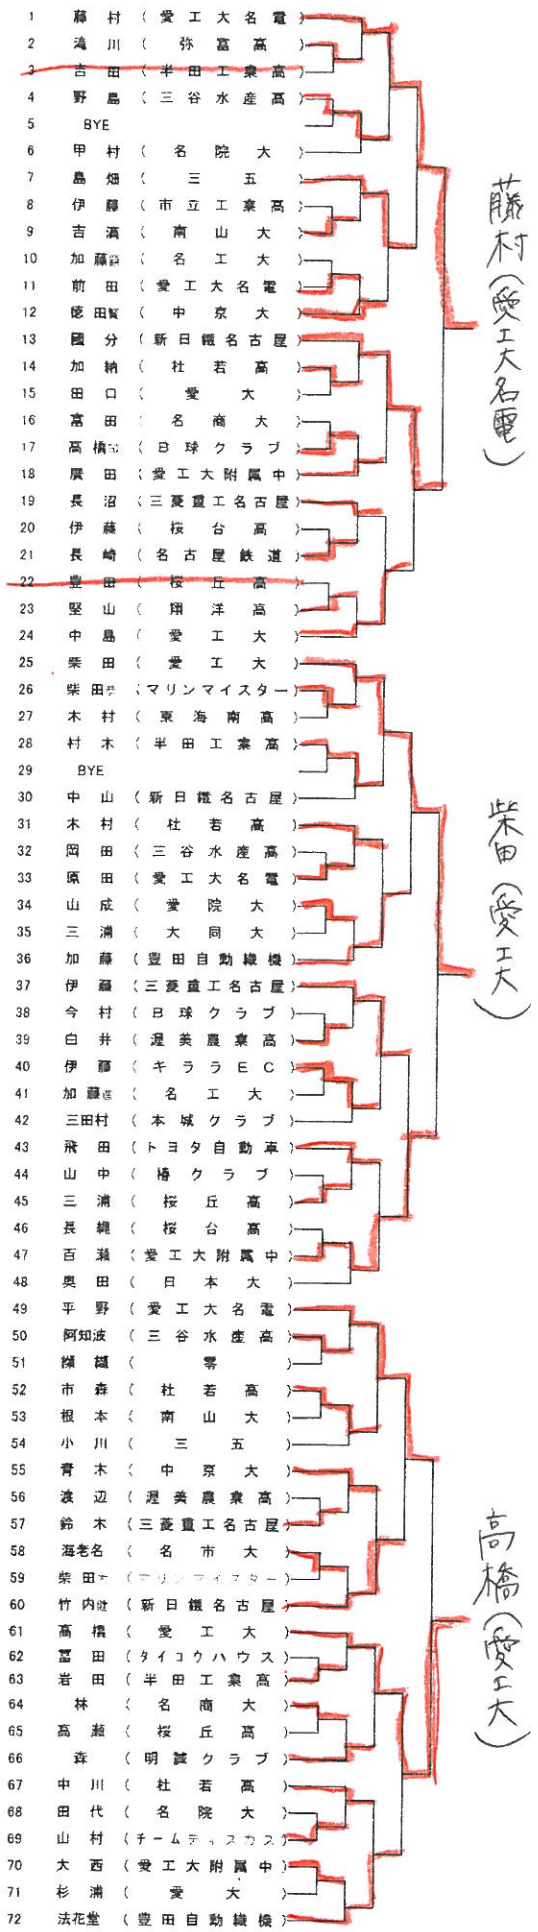 1 藤村 (愛工大名電)
2 滝川 (弥富高)
3 吉田 (半田工業高)
4 野島 (三谷水産高)
5 BYE
6 甲村 (名院大)
7 島畑 (三五)
8 伊藤 (市立工業高)
9 吉満 (南山大)
10 加藤 (名工大)
11 前田 (愛工大名電)
12 徳田賢 (中京大)
13 國分 (新日鐵名古屋)
14 加納 (杜若高)
15 田口 (愛大)
16 富田 (名商大)
17 高橋 (B球クラブ)
18 廣田 (愛工大附属中)
19 長沼 (三菱重工名古屋)
20 伊藤 (桜台高)
21 長崎 (名古屋鉄道)
22 豊田 (桜丘高)
23 堅山 (翔洋高)
24 中島 (愛工大)
25 柴田 (愛工大)
26 柴田 (マリンマイスター)
27 木村 (東海南高)
28 村木 (半田工業高)
29 BYE
30 中山 (新日鐵名古屋)
31 木村 (杜若高)
32 岡田 (三谷水産高)
33 原田 (愛工大名電)
34 山成 (愛院大)
35 三浦 (大同大)
36 加藤 (豊田自動織機)
37 伊藤 (三菱重工名古屋)
38 今村 (B球クラブ)
39 白井 (渥美農業高)
40 伊藤 (キララEC)
41 加藤 (名工大)
42 三田村 (本城クラブ)
43 飛田 (トヨタ自動車)
44 山中 (椿クラブ)
45 三浦 (桜丘高)
46 長縄 (桜台高)
47 百瀬 (愛工大附属中)
48 奥田 (日本大)
49 平野 (愛工大名電)
50 阿知波 (三谷水産高)
51 (零)
52 市森 (杜若高)
53 根本 (南山大)
54 小川 (三五)
55 青木 (中京大)
56 渡辺 (渥美農業高)
57 鈴木 (三菱重工名古屋)
58 海老名 (名市大)
59 柴田 (マリンマイスター)
60 竹内健 (新日鐵名古屋)
61 高橋 (愛工大)
62 冨田 (タイコウハウス)
63 岩田 (半田工業高)
64 林 (名商大)
65 高瀬 (桜丘高)
66 森 (明誠クラブ)
67 中川 (杜若高)
68 田代 (名院大)
69 山村 (チームディスカス)
70 大西 (愛工大附属中)
71 杉浦 (愛大)
72 法花堂 (豊田自動織機)
藤村(愛工大名電)
柴田(愛工大)
高橋(愛工大)